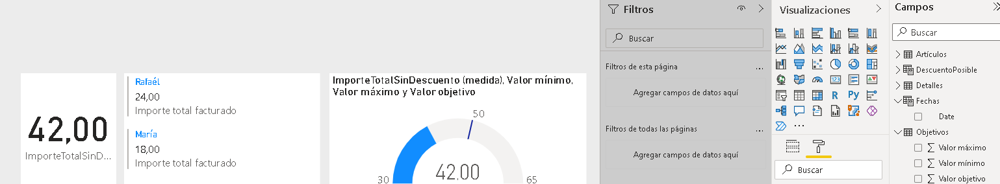 42,00
ImporteTotalSinD...
Rafaél
24,00
Importe total facturado
María
18,00
Importe total facturado
ImporteTotalSinDescuento (medida), Valor mínimo,
Valor máximo y Valor objetivo
50
42,00
30
65
Filtros
Buscar
Filtros de esta página
...
Agregar campos de datos aquí
Filtros de todas las páginas
...
Agregar campos de datos aquí
Visualizaciones
123
R
Py
...
Buscar
Campos
Buscar
Artículos
DescuentoPosible
Detalles
Fechas
Date
Objetivos
Σ Valor máximo
Σ Valor mínimo
Σ Valor objetivo